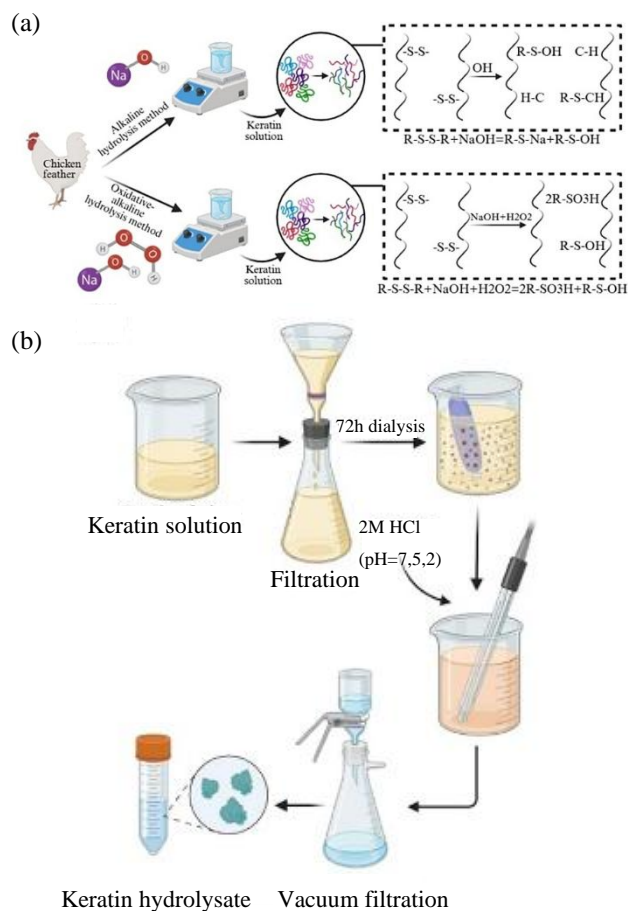 (a)
Na
O
H
Alkaline
hydrolysis method
Chicken
feather
Oxidative-
alkaline
hydrolysis method
H
O
O
H
Na
O
H
Keratin
solution
-S-S-
-S-S-
OH
R-S-OH
C-H
H-C
R-S-CH
R-S-S-R+NaOH=R-S-Na+R-S-OH
Keratin
solution
-S-S-
-S-S-
NaOH+H2O2
2R-SO3H
R-S-OH
R-S-S-R+NaOH+H2O2=2R-SO3H+R-S-OH
(b)
72h dialysis
Keratin solution
Filtration
2M HCl
(pH=7,5,2)
Keratin hydrolysate
Vacuum filtration